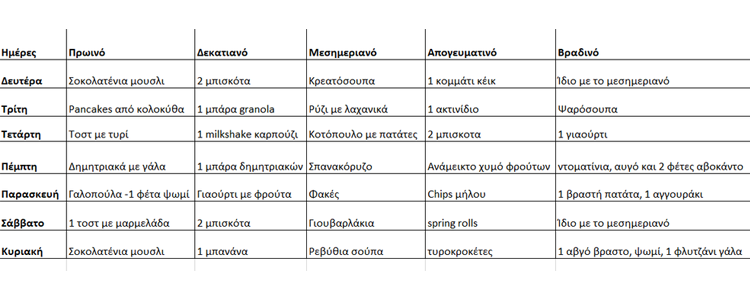 Ημέρες Πρωινό Δεκατιανό Μεσημεριανό Απογευματινό Βραδινό
Δευτέρα Σοκολατένια μουσλι 2 μπισκότα Κρεατόσουπα 1 κομμάτι κέικ Ίδιο με το μεσημεριανό
Τρίτη Pancakes από κολοκύθα 1 μπάρα granola Ρύζι με λαχανικά 1 ακτινίδιο Ψαρόσουπα
Τετάρτη Τοστ με τυρί 1 milkshake καρπούζι Κοτόπουλο με πατάτες 2 μπισκοτα 1 γιαούρτι
Πέμπτη Δημητριακά με γάλα 1 μπάρα δημητριακών Σπανακόρυζο Ανάμεικτο χυμό φρούτων ντοματίνια, αυγό και 2 φέτες αβοκάντο
Παρασκευή Γαλοπούλα -1 φέτα ψωμί Γιαούρτι με φρούτα Φακές Chips μήλου 1 βραστή πατάτα, 1 αγγουράκι
Σάββατο 1 τοστ με μαρμελάδα 2 μπισκότα Γιουβαρλάκια spring rolls Ίδιο με το μεσημεριανό
Κυριακή Σοκολατένια μουσλι 1 μπανάνα Ρεβύθια σούπα τυροκροκέτες 1 αβγό βραστο, ψωμί, 1 φλυτζάνι γάλα